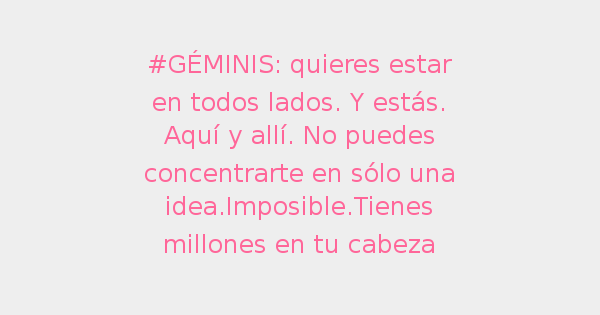 #GÉMINIS: quieres estar
en todos lados. Y estás.
Aquí y allí. No puedes
concentrarte en sólo una
idea.Imposible.Tienes
millones en tu cabeza